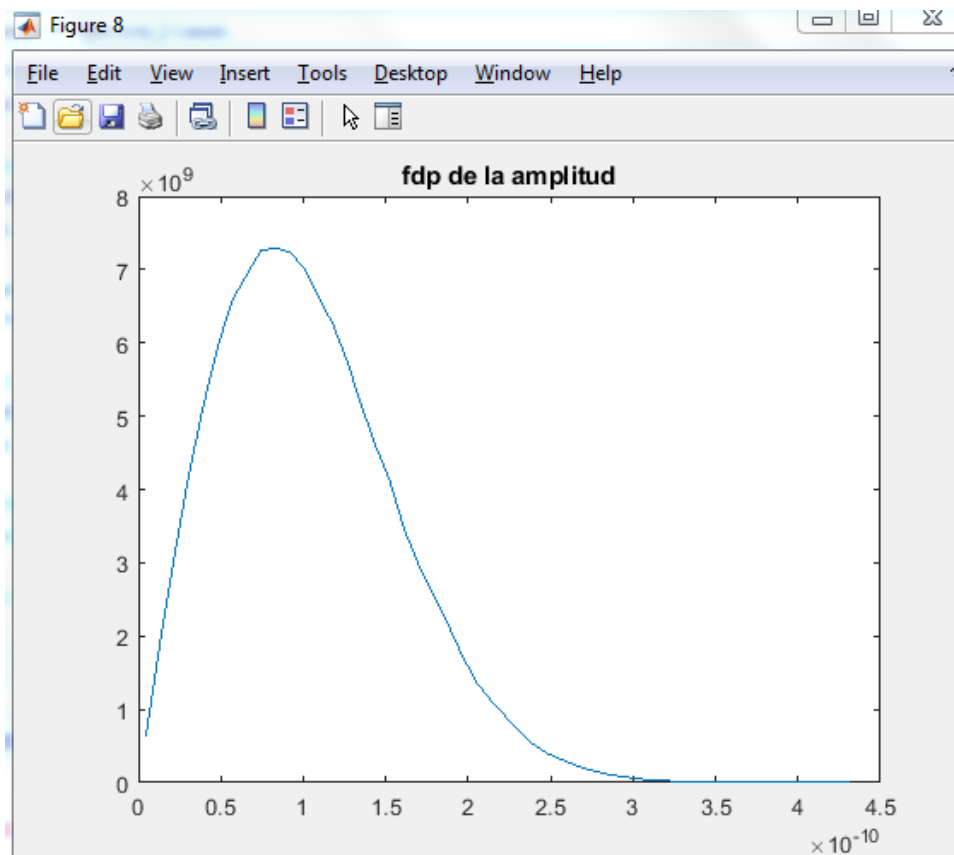 Figure 8
File Edit View Insert Tools Desktop Window Help
×10^9 fdp de la amplitud
8
7
6
5
4
3
2
1
0
0 0.5 1 1.5 2 2.5 3 3.5 4 4.5
×10^-10